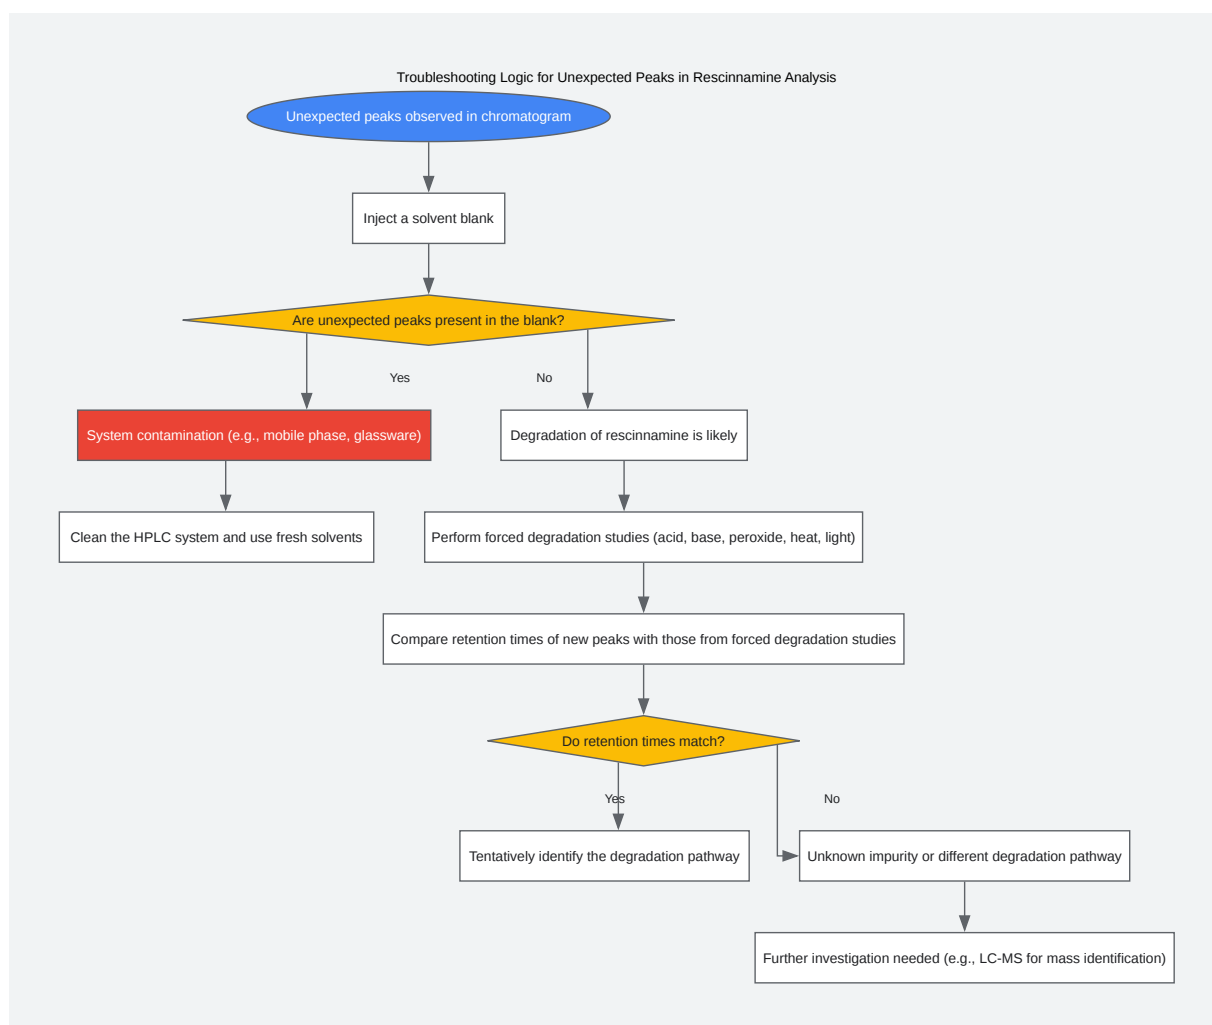 Troubleshooting Logic for Unexpected Peaks in Rescinnamine Analysis
Unexpected peaks observed in chromatogram
Inject a solvent blank
Are unexpected peaks present in the blank?
Yes
No
System contamination (e.g., mobile phase, glassware)
Degradation of rescinnamine is likely
Clean the HPLC system and use fresh solvents
Perform forced degradation studies (acid, base, peroxide, heat, light)
Compare retention times of new peaks with those from forced degradation studies
Do retention times match?
Yes
No
Tentatively identify the degradation pathway
Unknown impurity or different degradation pathway
Further investigation needed (e.g., LC-MS for mass identification)